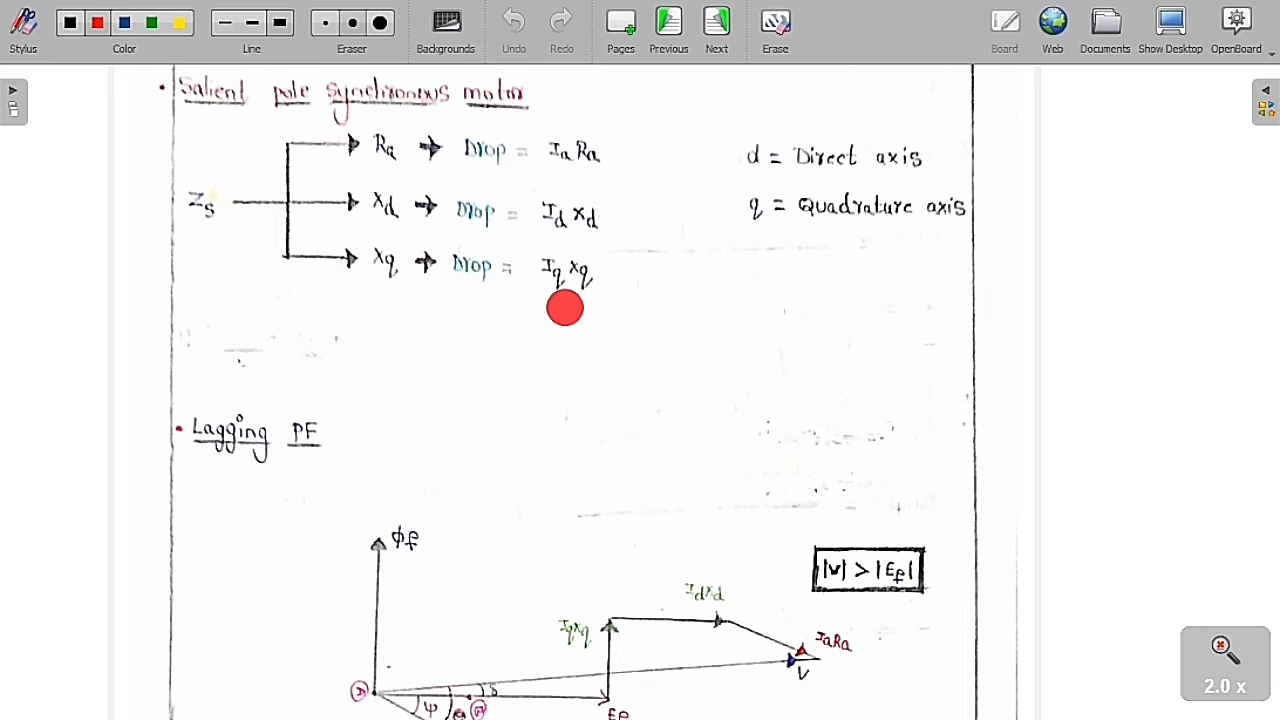 Stylus
Color
Line
Eraser
Backgrounds
Undo
Redo
Pages
Previous
Next
Erase
Board
Web
Documents
Show Desktop
OpenBoard
• Salient pole synchronous motor
Zs
Ra → Drop = IaRa
Xd → Drop = IdXd
Xq → Drop = IqXq
d = Direct axis
q = Quadrature axis
• Lagging PF
ϕf
|V| > |Ef|
IdXd
IqXq
IaRa
V
δ
ψ
θ
Ef
2.0 x